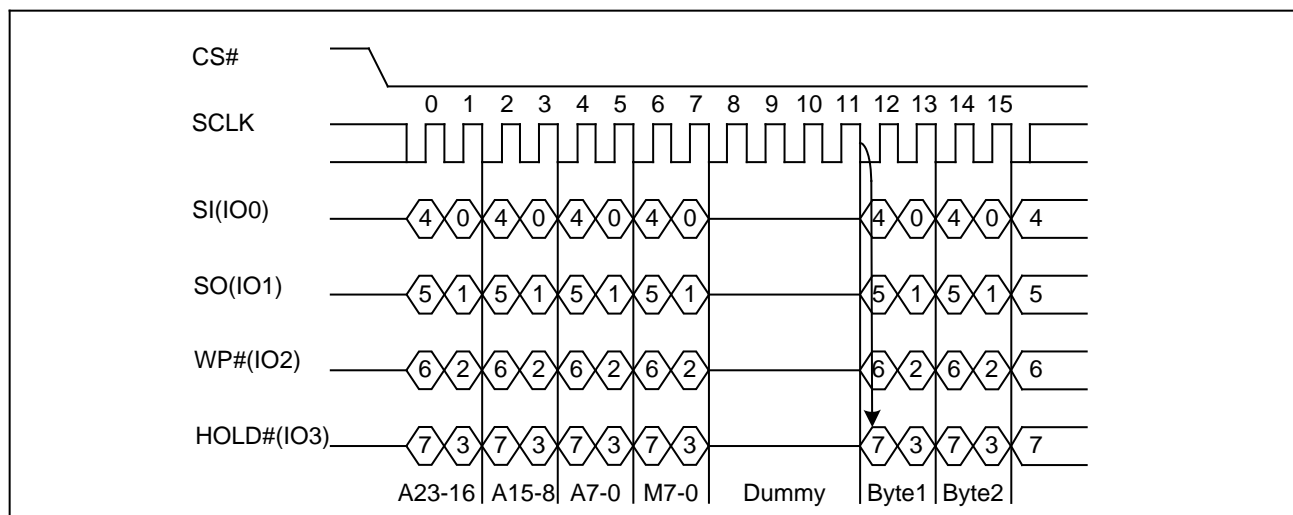 CS#
0 1 2 3 4 5 6 7 8 9 10 11 12 13 14 15
SCLK
SI(IO0) 4 0 4 0 4 0 4 0 4 0 4 0 4
SO(IO1) 5 1 5 1 5 1 5 1 5 1 5 1 5
WP#(IO2) 6 2 6 2 6 2 6 2 6 2 6 2 6
HOLD#(IO3) 7 3 7 3 7 3 7 3 7 3 7 3 7
A23-16 A15-8 A7-0 M7-0 Dummy Byte1 Byte2